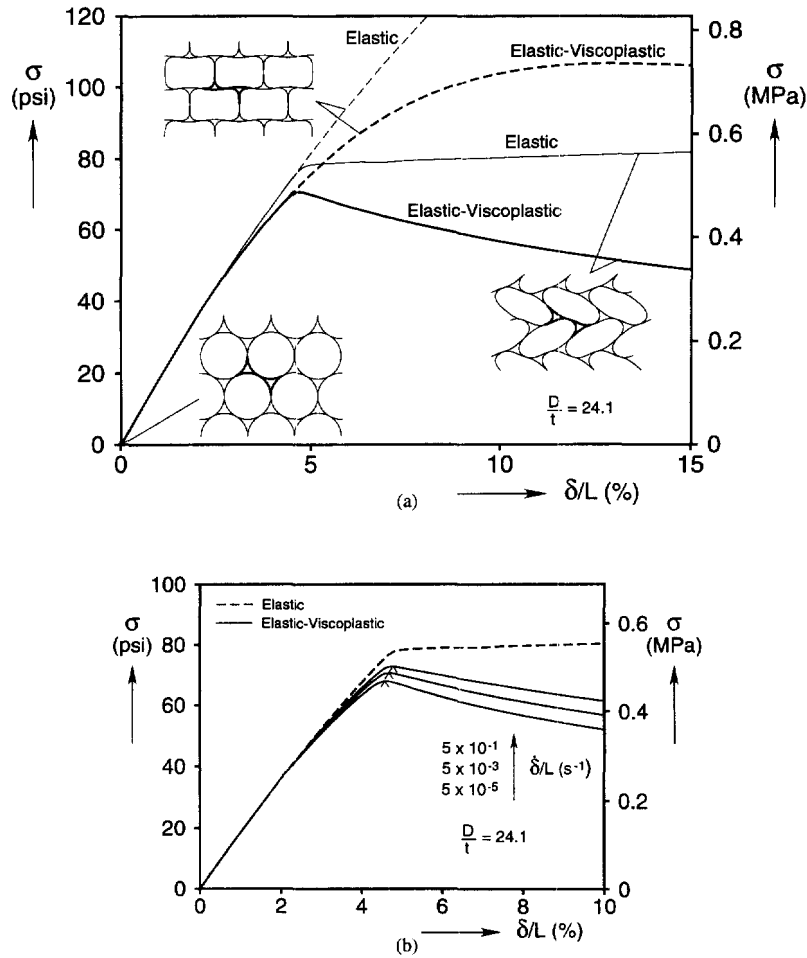 120
100
80
60
40
20
0
σ
(psi)
Elastic
Elastic-Viscoplastic
Elastic
Elastic-Viscoplastic
D/t = 24.1
0.8
0.6
0.4
0.2
0
σ
(MPa)
0 5 10 15
δ/L (%)
(a)
100
80
60
40
20
0
σ
(psi)
Elastic
Elastic-Viscoplastic
5 x 10⁻¹
5 x 10⁻³
5 x 10⁻⁵
δ̇/L (s⁻¹)
D/t = 24.1
0.6
0.4
0.2
0
σ
(MPa)
0 2 4 6 8 10
δ/L (%)
(b)